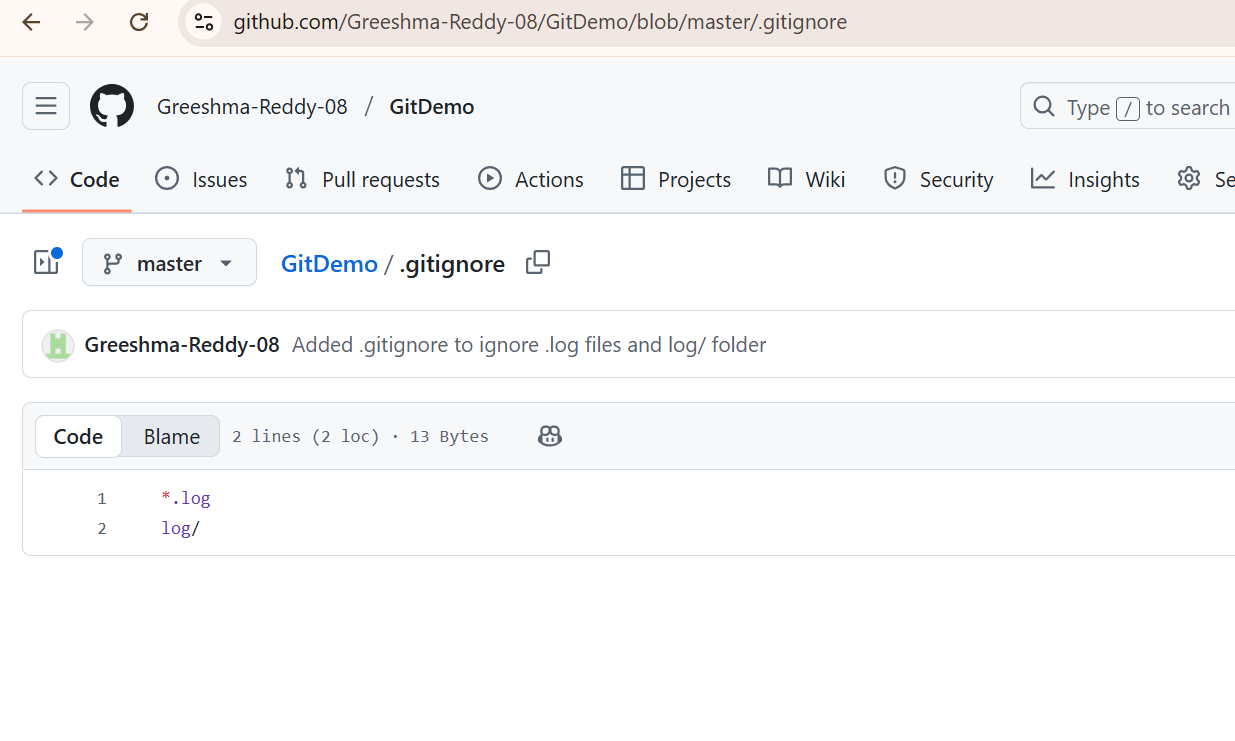 github.com/Greeshma-Reddy-08/GitDemo/blob/master/.gitignore
Greeshma-Reddy-08 / GitDemo
Type / to search
Code Issues Pull requests Actions Projects Wiki Security Insights Se
master GitDemo / .gitignore
Greeshma-Reddy-08 Added .gitignore to ignore .log files and log/ folder
Code Blame 2 lines (2 loc) · 13 Bytes
1 *.log
2 log/